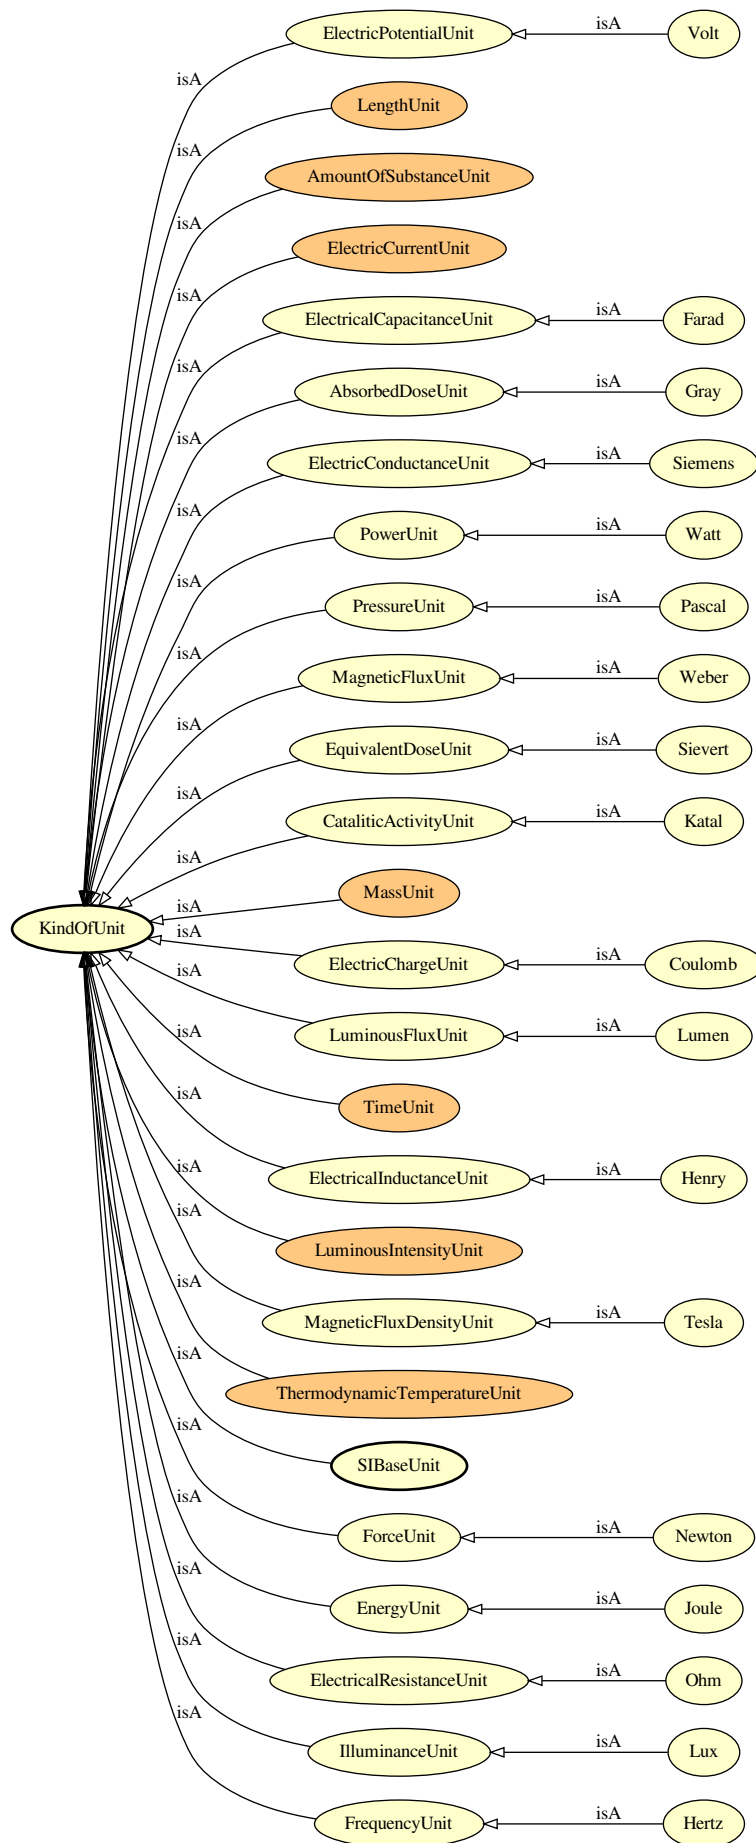 ElectricPotentialUnit isA Volt
isA
LengthUnit
isA
AmountOfSubstanceUnit
isA
ElectricCurrentUnit
isA
ElectricalCapacitanceUnit isA Farad
isA
AbsorbedDoseUnit isA Gray
isA
ElectricConductanceUnit isA Siemens
isA
PowerUnit isA Watt
isA
PressureUnit isA Pascal
isA
MagneticFluxUnit isA Weber
isA
EquivalentDoseUnit isA Sievert
isA
CataliticActivityUnit isA Katal
isA
MassUnit
isA
KindOfUnit
isA
ElectricChargeUnit isA Coulomb
isA
LuminousFluxUnit isA Lumen
isA
TimeUnit
isA
ElectricalInductanceUnit isA Henry
isA
LuminousIntensityUnit
isA
MagneticFluxDensityUnit isA Tesla
isA
ThermodynamicTemperatureUnit
isA
SIBaseUnit
isA
ForceUnit isA Newton
isA
EnergyUnit isA Joule
isA
ElectricalResistanceUnit isA Ohm
isA
IlluminanceUnit isA Lux
FrequencyUnit isA Hertz